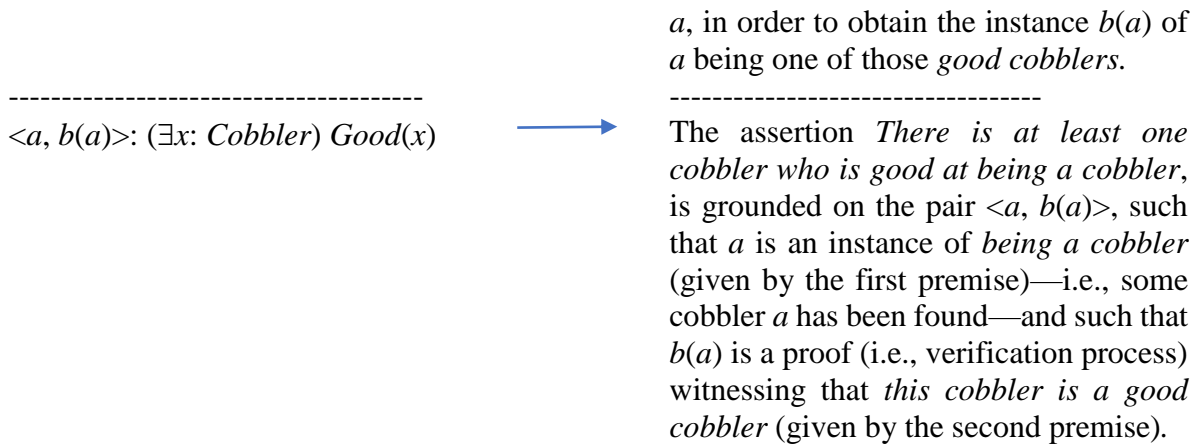 a, in order to obtain the instance b(a) of
a being one of those good cobblers.
---------------------------------------
-----------------------------------
<a, b(a)>: (∃x: Cobbler) Good(x)
The assertion There is at least one
cobbler who is good at being a cobbler,
is grounded on the pair <a, b(a)>, such
that a is an instance of being a cobbler
(given by the first premise)—i.e., some
cobbler a has been found—and such that
b(a) is a proof (i.e., verification process)
witnessing that this cobbler is a good
cobbler (given by the second premise).